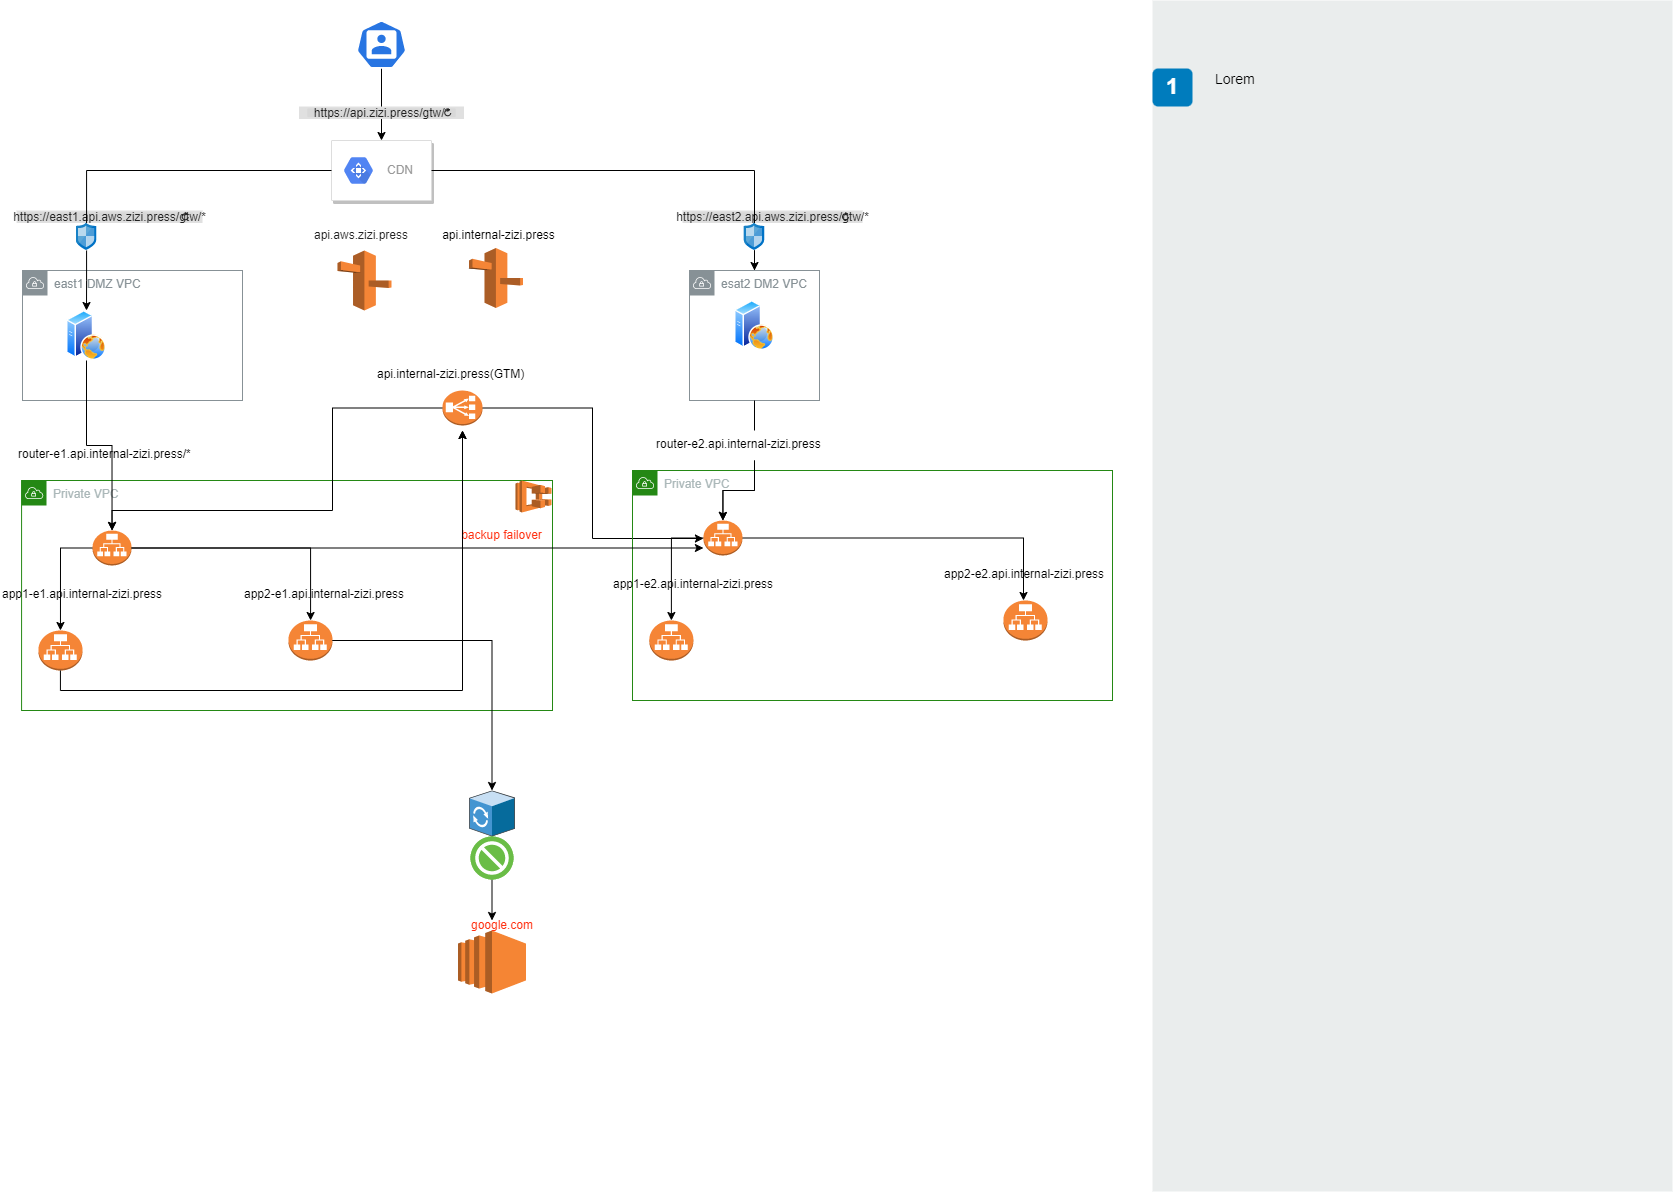 https://api.zizi.press/gtw/
CDN
https://east1.api.aws.zizi.press/gtw/*
https://east2.api.aws.zizi.press/gtw/*
api.aws.zizi.press
api.internal-zizi.press
east1 DMZ VPC
esat2 DM2 VPC
api.internal-zizi.press(GTM)
router-e1.api.internal-zizi.press/*
router-e2.api.internal-zizi.press
Private VPC
Private VPC
backup failover
app1-e1.api.internal-zizi.press
app2-e1.api.internal-zizi.press
app1-e2.api.internal-zizi.press
app2-e2.api.internal-zizi.press
google.com
1
Lorem